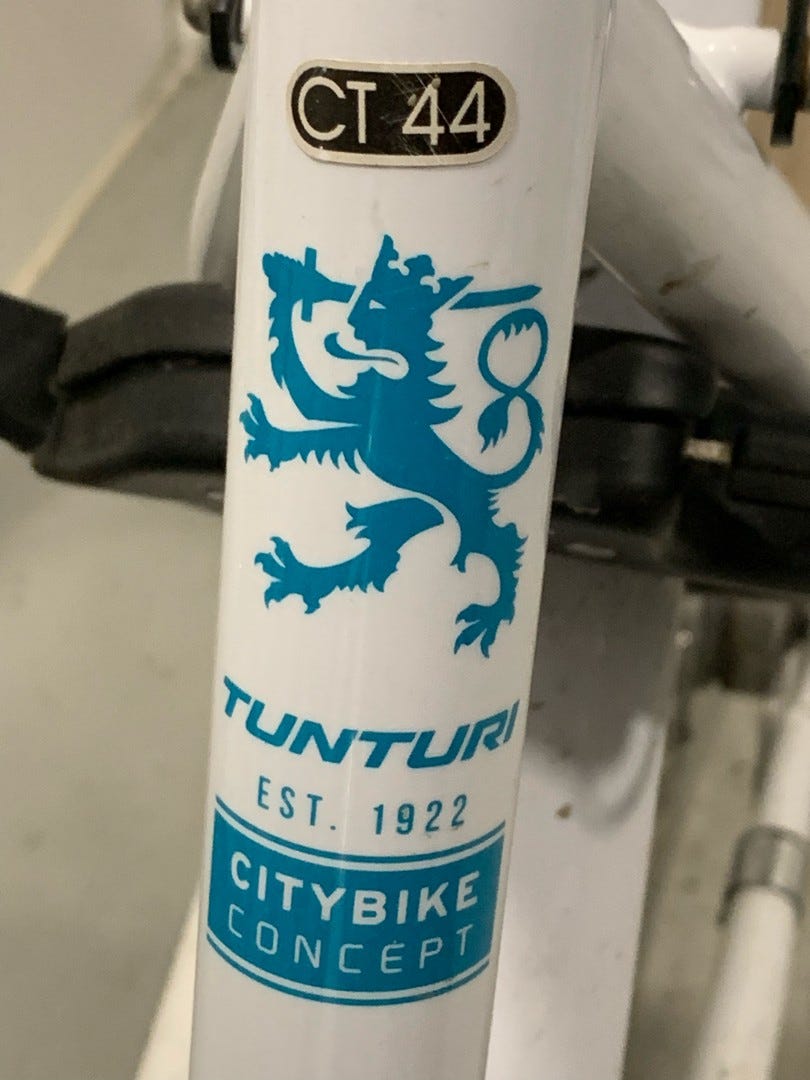 CT 44
TUNTURI
EST. 1922
CITYBIKE
CONCEPT